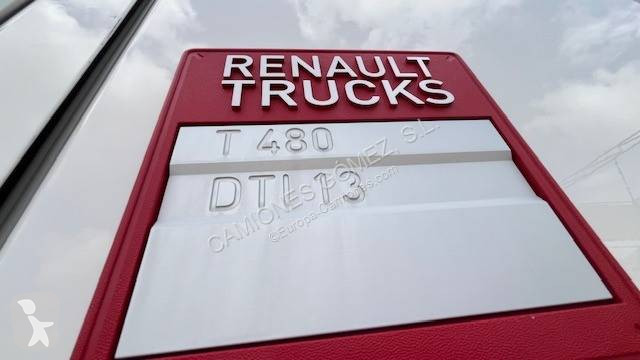 RENAULT
TRUCKS
T 480
DTI 13
CAMIONES GÓMEZ, S.L.
©Europa-Camiones.com